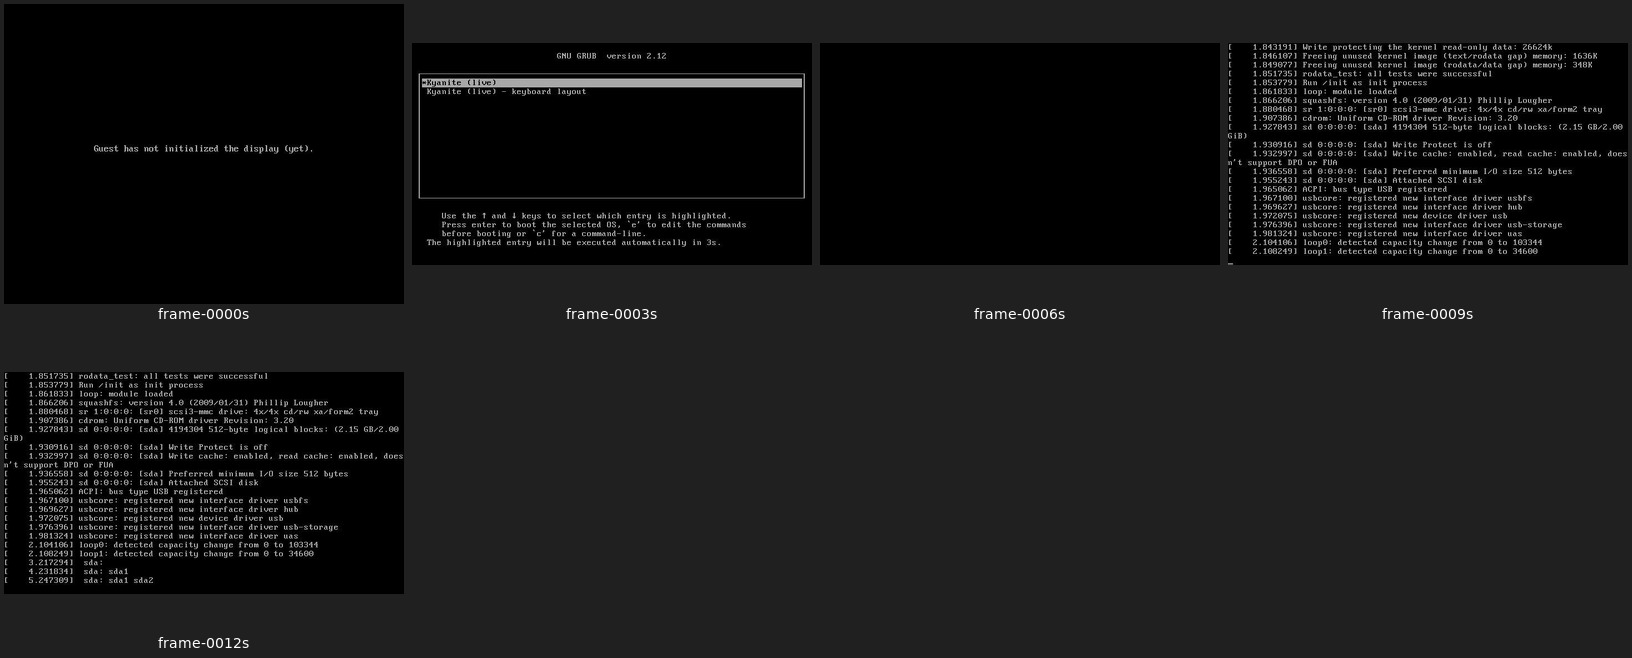 Guest has not initialized the display (yet).
frame-0000s
GNU GRUB version 2.12
*Kyanite (live)
Kyanite (live) - keyboard layout
Use the ↑ and ↓ keys to select which entry is highlighted.
Press enter to boot the selected OS, `e' to edit the commands
before booting or `c' for a command-line.
The highlighted entry will be executed automatically in 3s.
frame-0003s
frame-0006s
[    1.843191] Write protecting the kernel read-only data: 26624k
[    1.846107] Freeing unused kernel image (text/rodata gap) memory: 1636K
[    1.849077] Freeing unused kernel image (rodata/data gap) memory: 348K
[    1.851735] rodata_test: all tests were successful
[    1.853779] Run /init as init process
[    1.861833] loop: module loaded
[    1.866206] squashfs: version 4.0 (2009/01/31) Phillip Lougher
[    1.880468] sr 1:0:0:0: [sr0] scsi3-mmc drive: 4x/4x cd/rw xa/form2 tray
[    1.907386] cdrom: Uniform CD-ROM driver Revision: 3.20
[    1.927843] sd 0:0:0:0: [sda] 4194304 512-byte logical blocks: (2.15 GB/2.00
GiB)
[    1.930916] sd 0:0:0:0: [sda] Write Protect is off
[    1.932997] sd 0:0:0:0: [sda] Write cache: enabled, read cache: enabled, does
n't support DPO or FUA
[    1.936558] sd 0:0:0:0: [sda] Preferred minimum I/O size 512 bytes
[    1.955243] sd 0:0:0:0: [sda] Attached SCSI disk
[    1.965062] ACPI: bus type USB registered
[    1.967100] usbcore: registered new interface driver usbfs
[    1.969627] usbcore: registered new interface driver hub
[    1.972075] usbcore: registered new device driver usb
[    1.976396] usbcore: registered new interface driver usb-storage
[    1.981324] usbcore: registered new interface driver uas
[    2.104106] loop0: detected capacity change from 0 to 103344
[    2.108249] loop1: detected capacity change from 0 to 34600
_
frame-0009s
[    1.851735] rodata_test: all tests were successful
[    1.853779] Run /init as init process
[    1.861833] loop: module loaded
[    1.866206] squashfs: version 4.0 (2009/01/31) Phillip Lougher
[    1.880468] sr 1:0:0:0: [sr0] scsi3-mmc drive: 4x/4x cd/rw xa/form2 tray
[    1.907386] cdrom: Uniform CD-ROM driver Revision: 3.20
[    1.927843] sd 0:0:0:0: [sda] 4194304 512-byte logical blocks: (2.15 GB/2.00
GiB)
[    1.930916] sd 0:0:0:0: [sda] Write Protect is off
[    1.932997] sd 0:0:0:0: [sda] Write cache: enabled, read cache: enabled, does
n't support DPO or FUA
[    1.936558] sd 0:0:0:0: [sda] Preferred minimum I/O size 512 bytes
[    1.955243] sd 0:0:0:0: [sda] Attached SCSI disk
[    1.965062] ACPI: bus type USB registered
[    1.967100] usbcore: registered new interface driver usbfs
[    1.969627] usbcore: registered new interface driver hub
[    1.972075] usbcore: registered new device driver usb
[    1.976396] usbcore: registered new interface driver usb-storage
[    1.981324] usbcore: registered new interface driver uas
[    2.104106] loop0: detected capacity change from 0 to 103344
[    2.108249] loop1: detected capacity change from 0 to 34600
[    3.217294]  sda:
[    4.231834]  sda: sda1
[    5.247309]  sda: sda1 sda2
frame-0012s